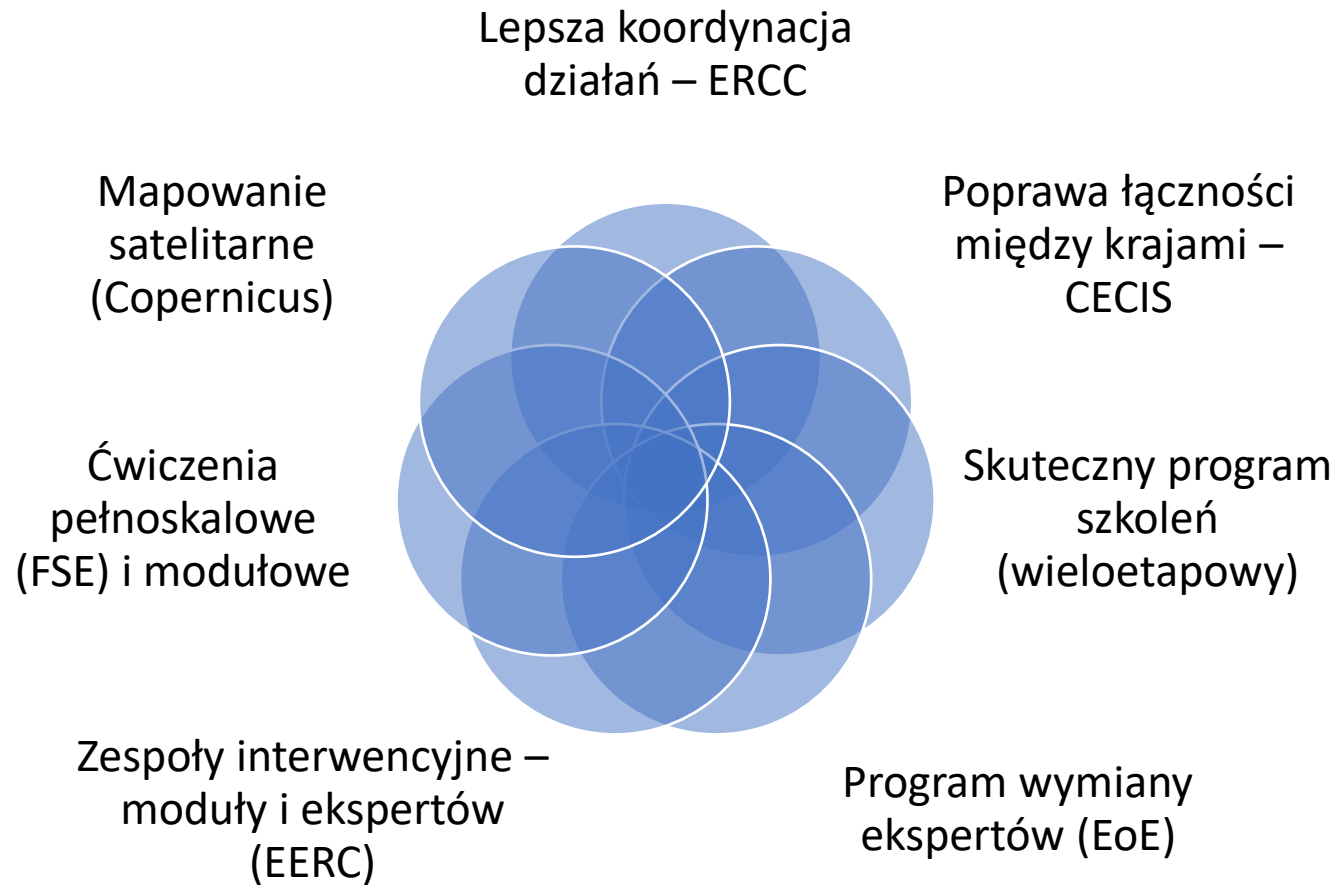 Lepsza koordynacja
działań – ERCC
Mapowanie
satelitarne
(Copernicus)
Poprawa łączności
między krajami –
CECIS
Ćwiczenia
pełnoskalowe
(FSE) i modułowe
Skuteczny program
szkoleń
(wieloetapowy)
Zespoły interwencyjne –
moduły i ekspertów
(EERC)
Program wymiany
ekspertów (EoE)